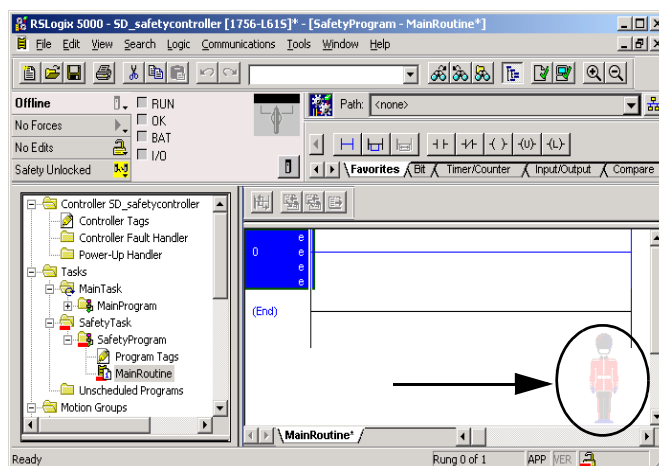 RSLogix 5000 - SD_safetycontroller [1756-L61S]* - [SafetyProgram - MainRoutine*]
File Edit View Search Logic Communications Tools Window Help
Offline
RUN
Path: <none>
No Forces
OK
No Edits
BAT
Safety Unlocked
I/O
Favorites Bit Timer/Counter Input/Output Compare
Controller SD_safetycontroller
Controller Tags
Controller Fault Handler
Power-Up Handler
Tasks
MainTask
MainProgram
SafetyTask
SafetyProgram
Program Tags
MainRoutine
Unscheduled Programs
Motion Groups
e
0
e
e
e
(End)
MainRoutine*
Ready
Rung 0 of 1
APP
VER